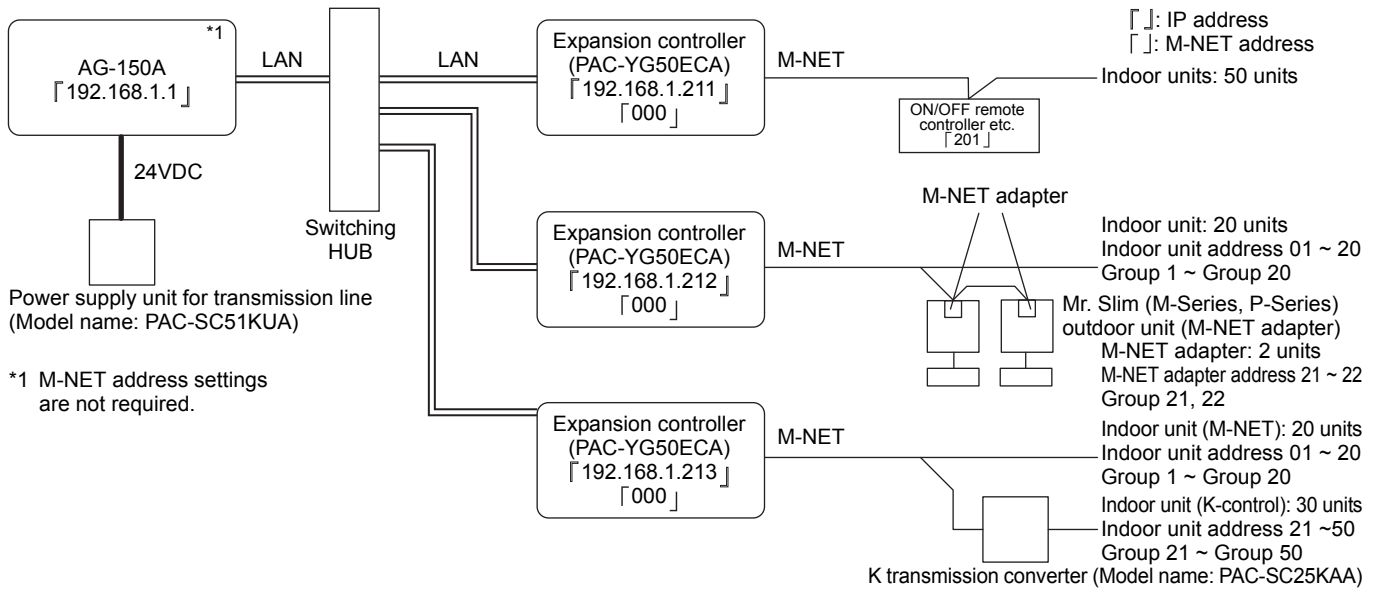 *1
AG-150A
『192.168.1.1』
LAN
LAN
24VDC
Switching
HUB
Power supply unit for transmission line
(Model name: PAC-SC51KUA)
*1 M-NET address settings
are not required.
Expansion controller
(PAC-YG50ECA)
『192.168.1.211』
「000」
M-NET
『 』: IP address
「 」: M-NET address
Indoor units: 50 units
ON/OFF remote
controller etc.
「201」
Expansion controller
(PAC-YG50ECA)
『192.168.1.212』
「000」
M-NET
M-NET adapter
Indoor unit: 20 units
Indoor unit address 01 ~ 20
Group 1 ~ Group 20
Mr. Slim (M-Series, P-Series)
outdoor unit (M-NET adapter)
M-NET adapter: 2 units
M-NET adapter address 21 ~ 22
Group 21, 22
Expansion controller
(PAC-YG50ECA)
『192.168.1.213』
「000」
M-NET
Indoor unit (M-NET): 20 units
Indoor unit address 01 ~ 20
Group 1 ~ Group 20
Indoor unit (K-control): 30 units
Indoor unit address 21 ~50
Group 21 ~ Group 50
K transmission converter (Model name: PAC-SC25KAA)